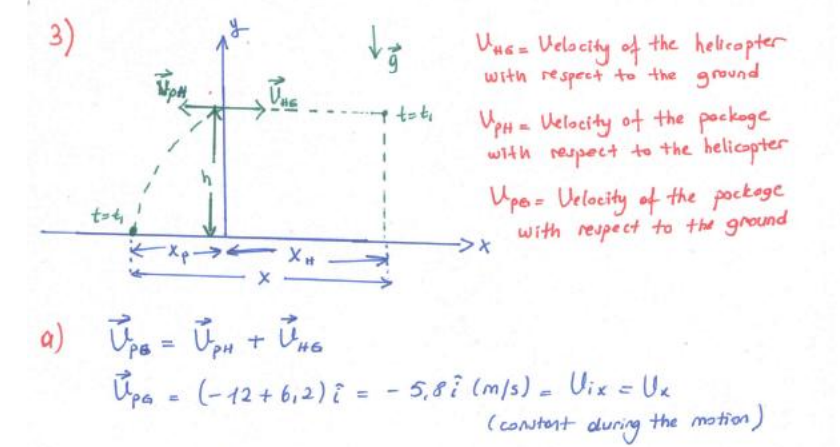 3)
y
g
U_PH
U_HG
t=t₁
h
t=t₁
x
x_P
x_H
x
U_HG = Velocity of the helicopter
with respect to the ground
U_PH = Velocity of the package
with respect to the helicopter
U_PG = Velocity of the package
with respect to the ground
a) U_PG = U_PH + U_HG
U_PG = (-12+6,2) î = -5,8 î (m/s) = U_ix = U_x
(constant during the motion)